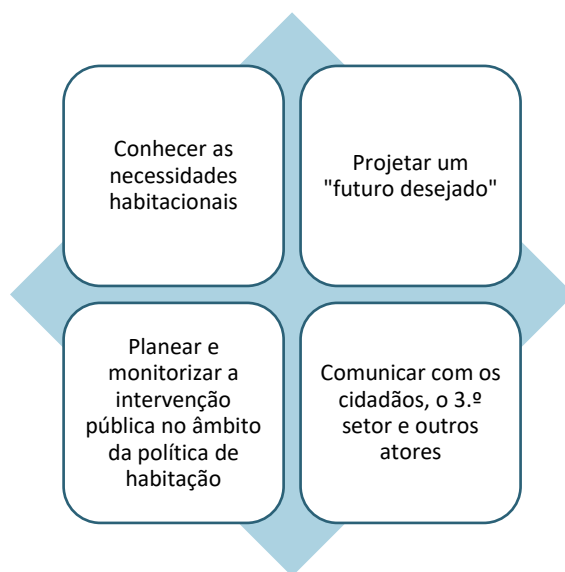 Conhecer as
necessidades
habitacionais
Projetar um
"futuro desejado"
Planear e
monitorizar a
intervenção
pública no âmbito
da política de
habitação
Comunicar com os
cidadãos, o 3.º
setor e outros
atores